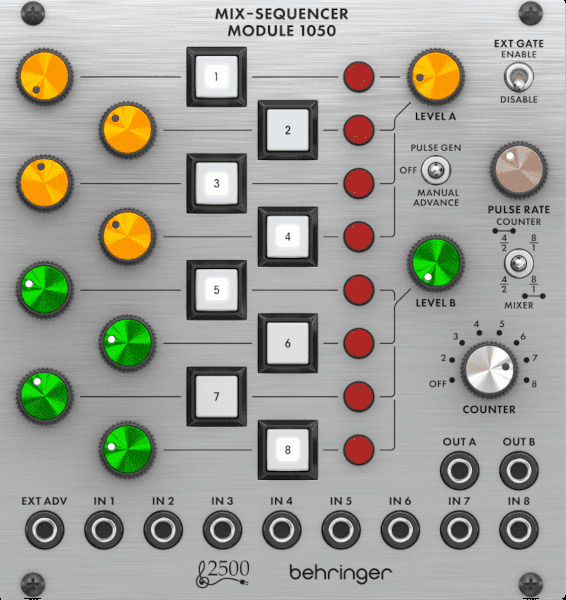 MIX-SEQUENCER
MODULE 1050
EXT GATE
ENABLE
DISABLE
1
LEVEL A
2
PULSE GEN
OFF
MANUAL
ADVANCE
3
PULSE RATE
COUNTER
4 8
2 1
4 8
2 1
MIXER
4
5
LEVEL B
6
OFF 2 3 4 5 6 7 8
COUNTER
7
8
OUT A OUT B
EXT ADV IN 1 IN 2 IN 3 IN 4 IN 5 IN 6 IN 7 IN 8
2500 behringer